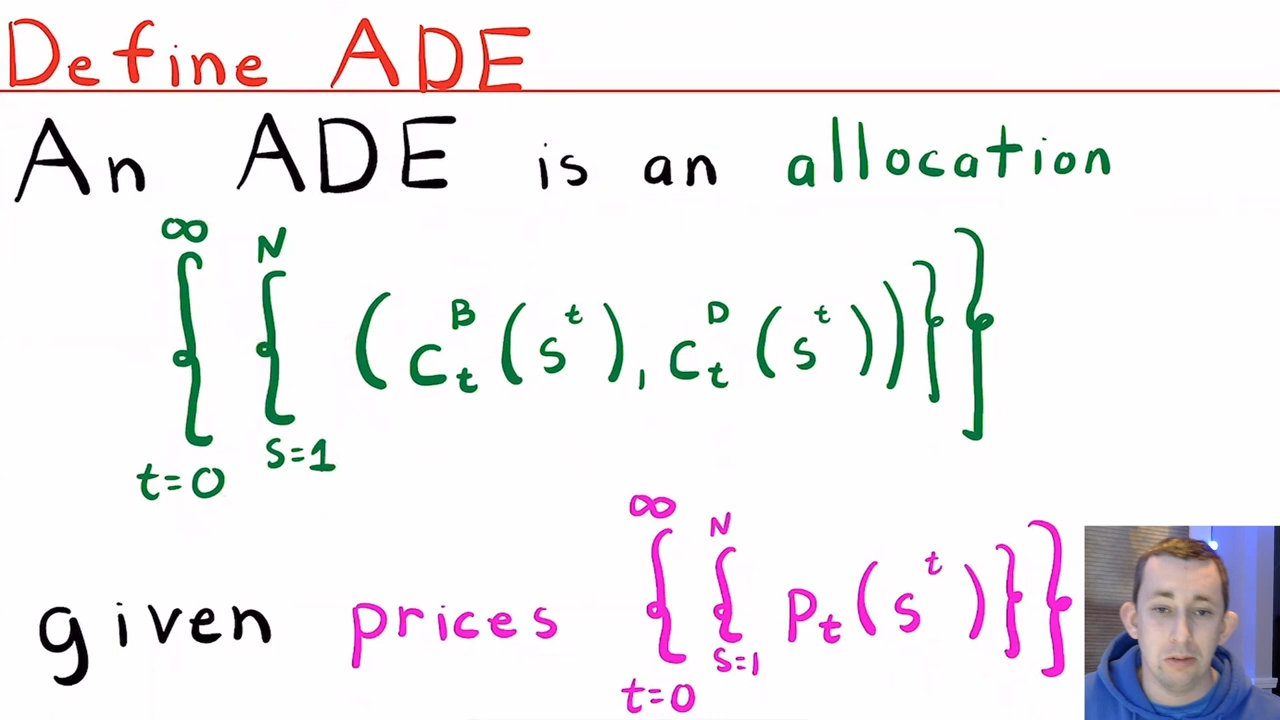 Define ADE
An ADE is an allocation
{ {(c_t^B(s^t), c_t^D(s^t))}_{s=1}^N }_{t=0}^∞
given prices { {p_t(s^t)}_{s=1}^N }_{t=0}^∞